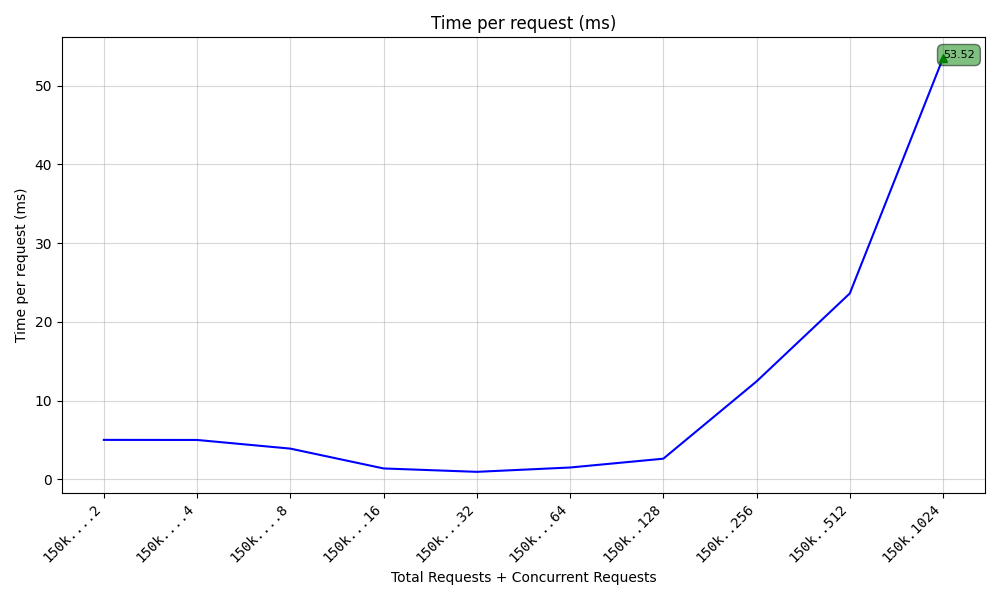 Time per request (ms)
53.52
Time per request (ms)
50
40
30
20
10
0
150k....2
150k....4
150k....8
150k...16
150k...32
150k...64
150k..128
150k..256
150k..512
150k.1024
Total Requests + Concurrent Requests